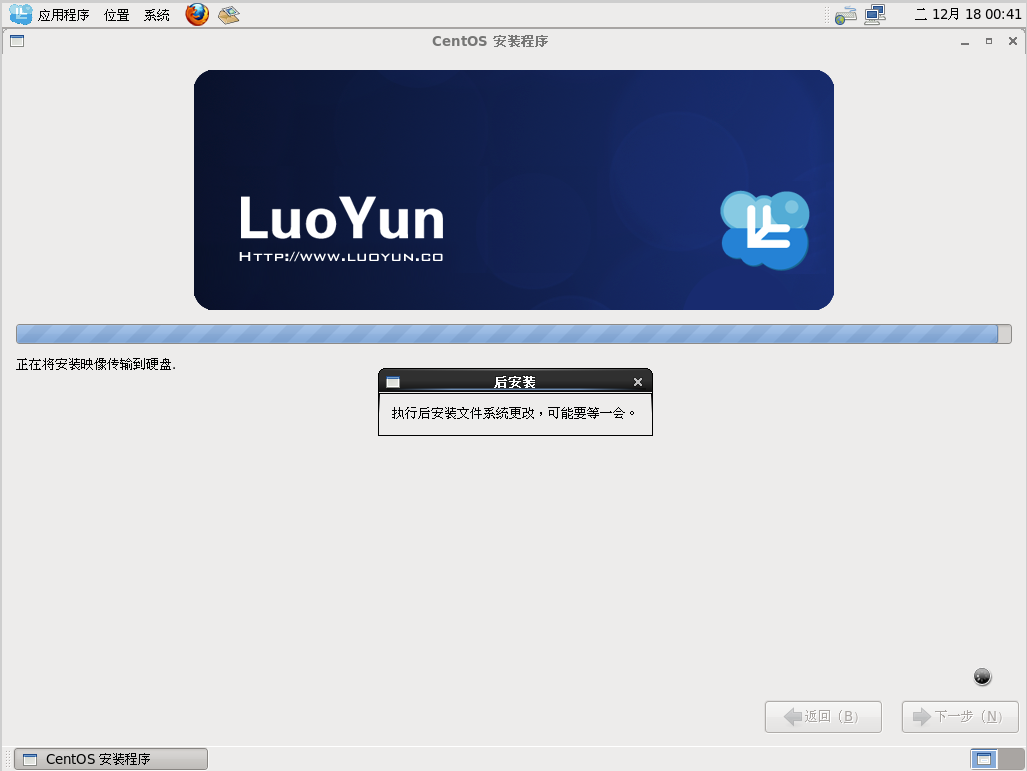 应用程序 位置 系统 二 12月 18 00:41
CentOS 安装程序
LuoYun
HTTP://WWW.LUOYUN.CO
正在将安装映像传输到硬盘.
后安装
执行后安装文件系统更改，可能要等一会。
返回（B） 下一步（N）
CentOS 安装程序